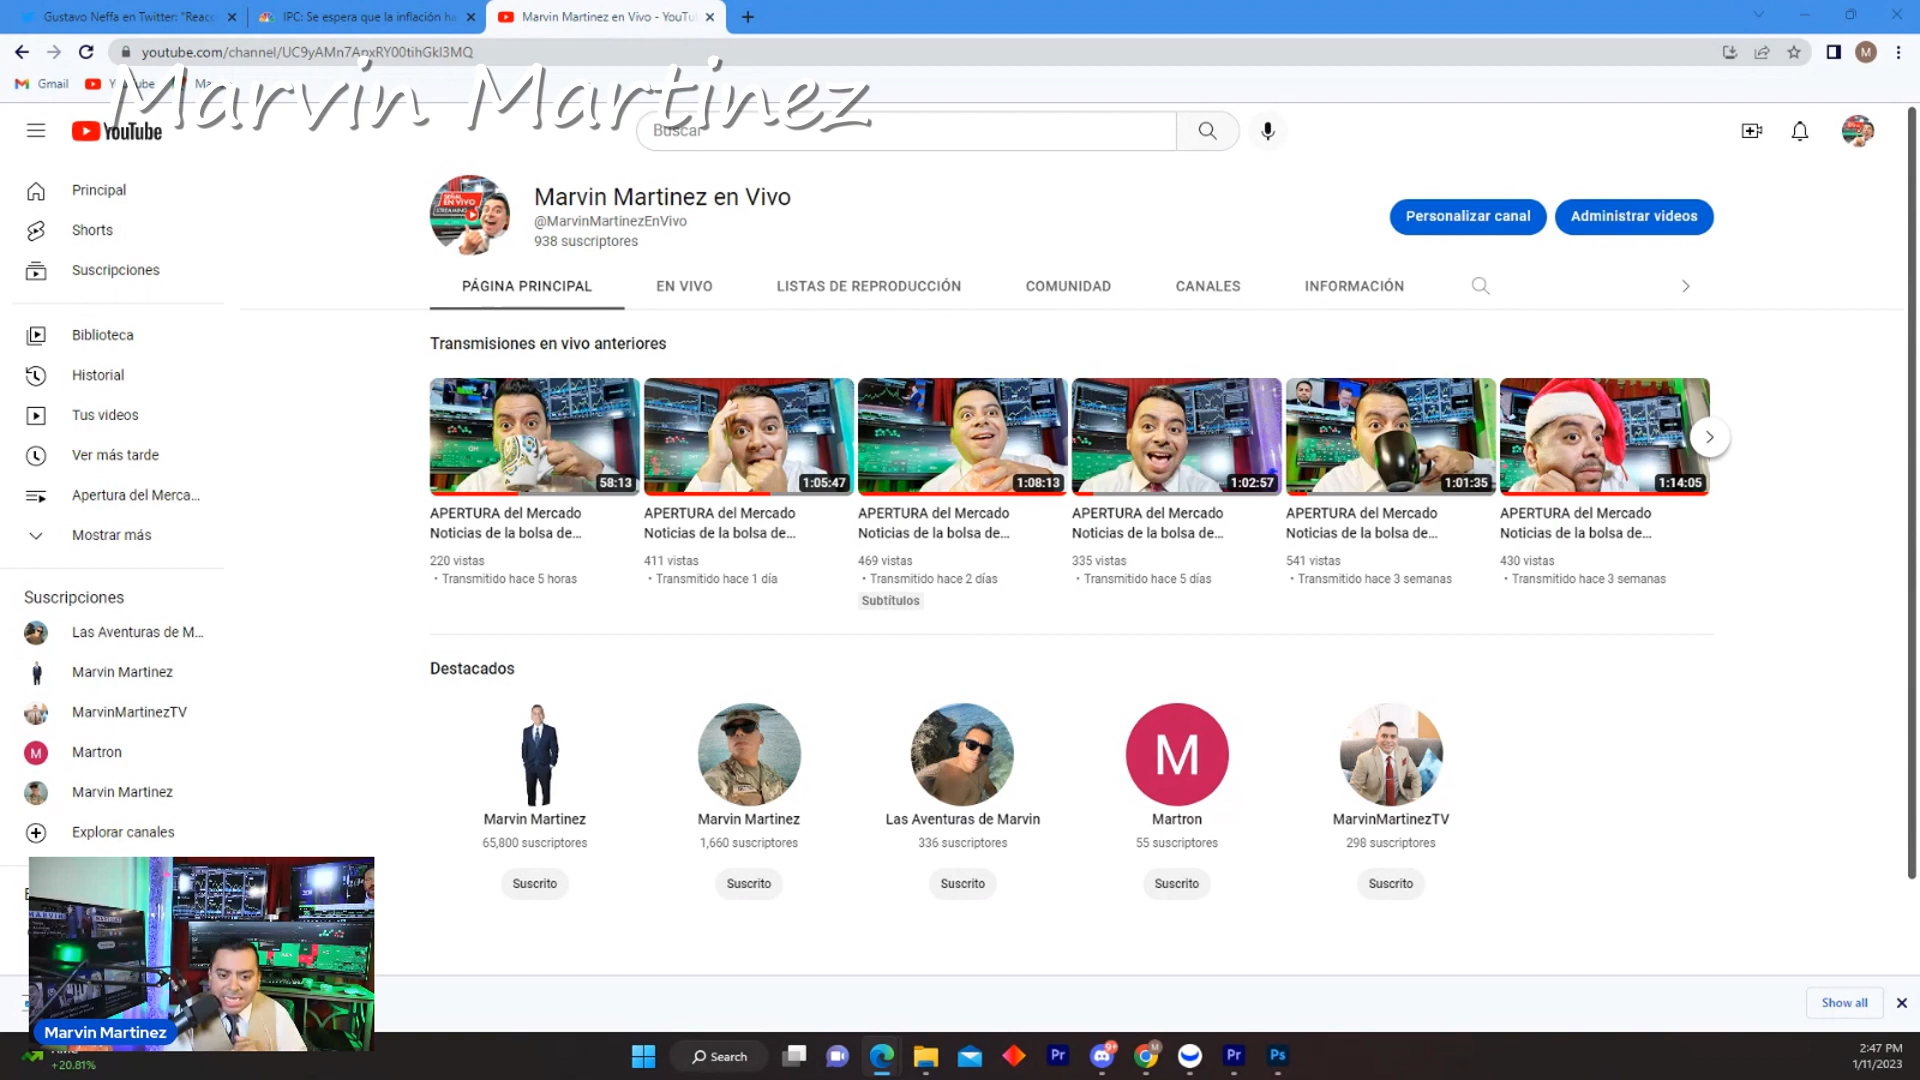 Gustavo Neffa en Twitter: "Reacc
IPC: Se espera que la inflación ha
Marvin Martinez en Vivo - YouTu
youtube.com/channel/UC9yAMn7ApxRY00tihGkI3MQ
M
Gmail
Marvin Martinez
YouTube
Buscar
Principal
Shorts
Suscripciones
Biblioteca
Historial
Tus videos
Ver más tarde
Apertura del Merca...
Mostrar más
Suscripciones
Las Aventuras de M...
Marvin Martinez
MarvinMartinezTV
M
Martron
Marvin Martinez
Explorar canales
EN VIVO
Marvin Martinez en Vivo
@MarvinMartinezEnVivo
938 suscriptores
Personalizar canal
Administrar videos
PÁGINA PRINCIPAL
EN VIVO
LISTAS DE REPRODUCCIÓN
COMUNIDAD
CANALES
INFORMACIÓN
Transmisiones en vivo anteriores
58:13
1:05:47
1:08:13
1:02:57
1:01:35
1:14:05
APERTURA del Mercado
Noticias de la bolsa de...
220 vistas
• Transmitido hace 5 horas
APERTURA del Mercado
Noticias de la bolsa de...
411 vistas
• Transmitido hace 1 día
APERTURA del Mercado
Noticias de la bolsa de...
469 vistas
• Transmitido hace 2 días
Subtítulos
APERTURA del Mercado
Noticias de la bolsa de...
335 vistas
• Transmitido hace 5 días
APERTURA del Mercado
Noticias de la bolsa de...
541 vistas
• Transmitido hace 3 semanas
APERTURA del Mercado
Noticias de la bolsa de...
430 vistas
• Transmitido hace 3 semanas
Destacados
Marvin Martinez
65,800 suscriptores
Suscrito
Marvin Martinez
1,660 suscriptores
Suscrito
Las Aventuras de Marvin
336 suscriptores
Suscrito
M
Martron
55 suscriptores
Suscrito
MarvinMartinezTV
298 suscriptores
Suscrito
MARVIN
Marvin Martinez
Show all
+20.81%
Search
Pr
9+
M
Pr
Ps
2:47 PM
1/11/2023